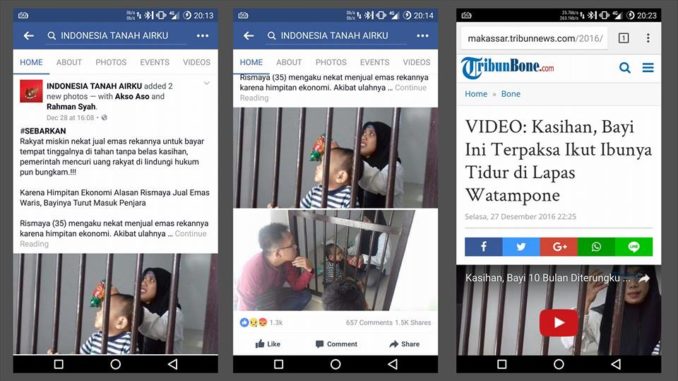 20:13
INDONESIA TANAH AIRKU
HOME ABOUT PHOTOS EVENTS VIDEOS
INDONESIA TANAH AIRKU added 2
new photos — with Akso Aso and
Rahman Syah.
Dec 28 at 16:08
#SEBARKAN
Rakyat miskin nekat jual emas rekannya untuk bayar
tempat tinggalnya di tahan tanpa belas kasihan,
pemerintah mencuri uang rakyat di lindungi hukum
pun bungkam.!!!
Karena Himpitan Ekonomi Alasan Rismaya Jual Emas
Waris, Bayinya Turut Masuk Penjara
Rismaya (35) mengaku nekat menjual emas rekannya
karena himpitan ekonomi. Akibat ulahnya ... Continue
Reading
20:14
INDONESIA TANAH AIRKU
HOME ABOUT PHOTOS EVENTS VIDEOS
Rismaya (35) mengaku nekat menjual emas rekannya
karena himpitan ekonomi. Akibat ulahnya ... Continue
Reading
1.3k 657 Comments 1.5K Shares
Like Comment Share
20:23
makassar.tribunnews.com/2016/ 1
TribunBone.com
Home » Bone
VIDEO: Kasihan, Bayi
Ini Terpaksa Ikut Ibunya
Tidur di Lapas
Watampone
Selasa, 27 Desember 2016 22:25
Kasihan, Bayi 10 Bulan Diterungku ...